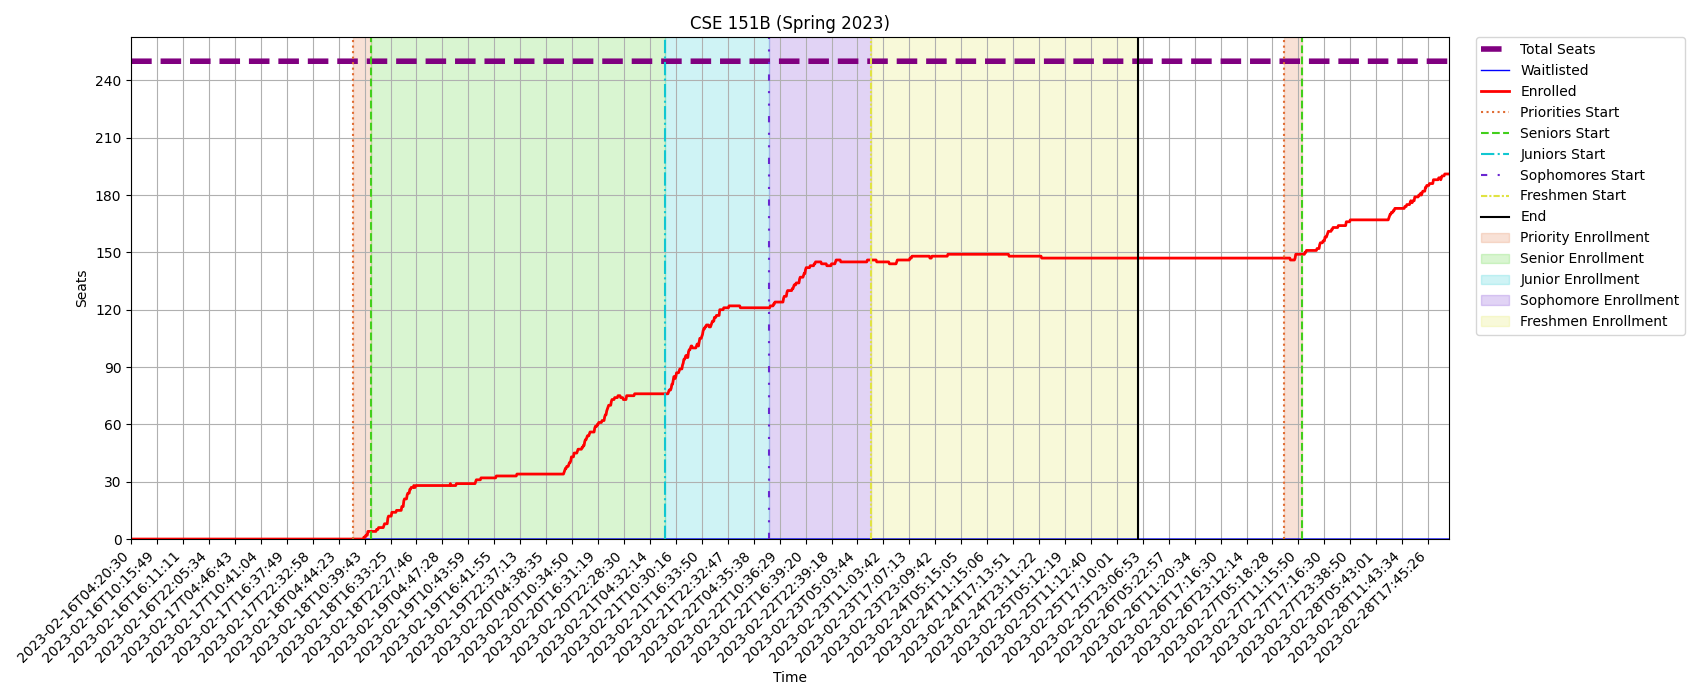 CSE 151B (Spring 2023)
Total Seats
Waitlisted
Enrolled
Priorities Start
Seniors Start
Juniors Start
Sophomores Start
Freshmen Start
End
Priority Enrollment
Senior Enrollment
Junior Enrollment
Sophomore Enrollment
Freshmen Enrollment
Seats
240
210
180
150
120
90
60
30
0
2023-02-16T04:20:30
2023-02-16T10:15:49
2023-02-16T16:11:11
2023-02-16T22:05:34
2023-02-17T04:46:43
2023-02-17T10:41:04
2023-02-17T16:37:49
2023-02-17T22:32:58
2023-02-18T04:44:23
2023-02-18T10:39:43
2023-02-18T16:33:25
2023-02-18T22:27:46
2023-02-19T04:47:28
2023-02-19T10:43:59
2023-02-19T16:41:55
2023-02-19T22:37:13
2023-02-20T04:38:35
2023-02-20T10:34:50
2023-02-20T16:31:19
2023-02-20T22:28:30
2023-02-21T04:32:14
2023-02-21T10:30:16
2023-02-21T16:33:50
2023-02-21T22:32:47
2023-02-22T04:35:38
2023-02-22T10:36:29
2023-02-22T16:39:20
2023-02-22T22:39:18
2023-02-23T05:03:44
2023-02-23T11:03:42
2023-02-23T17:07:13
2023-02-23T23:09:42
2023-02-24T05:15:05
2023-02-24T11:15:06
2023-02-24T17:13:51
2023-02-24T23:11:22
2023-02-25T05:12:19
2023-02-25T11:12:40
2023-02-25T17:10:01
2023-02-25T23:06:53
2023-02-26T05:22:57
2023-02-26T11:20:34
2023-02-26T17:16:30
2023-02-26T23:12:14
2023-02-27T05:18:28
2023-02-27T11:15:50
2023-02-27T17:16:30
2023-02-27T23:38:50
2023-02-28T05:43:01
2023-02-28T11:43:34
2023-02-28T17:45:26
Time